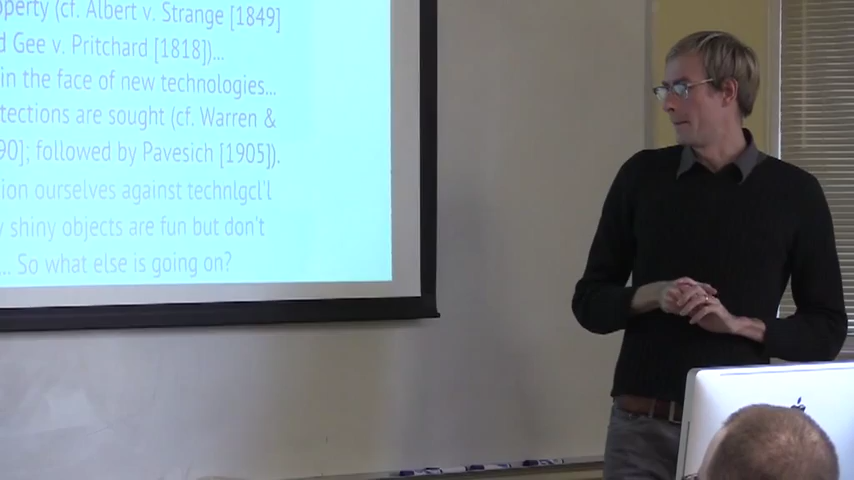 operty (cf. Albert v. Strange [1849]
d Gee v. Pritchard [1818])...
in the face of new technologies...
tections are sought (cf. Warren &
90]; followed by Pavesich [1905]).
ion ourselves against technlgcl'l
y shiny objects are fun but don't
... So what else is going on?